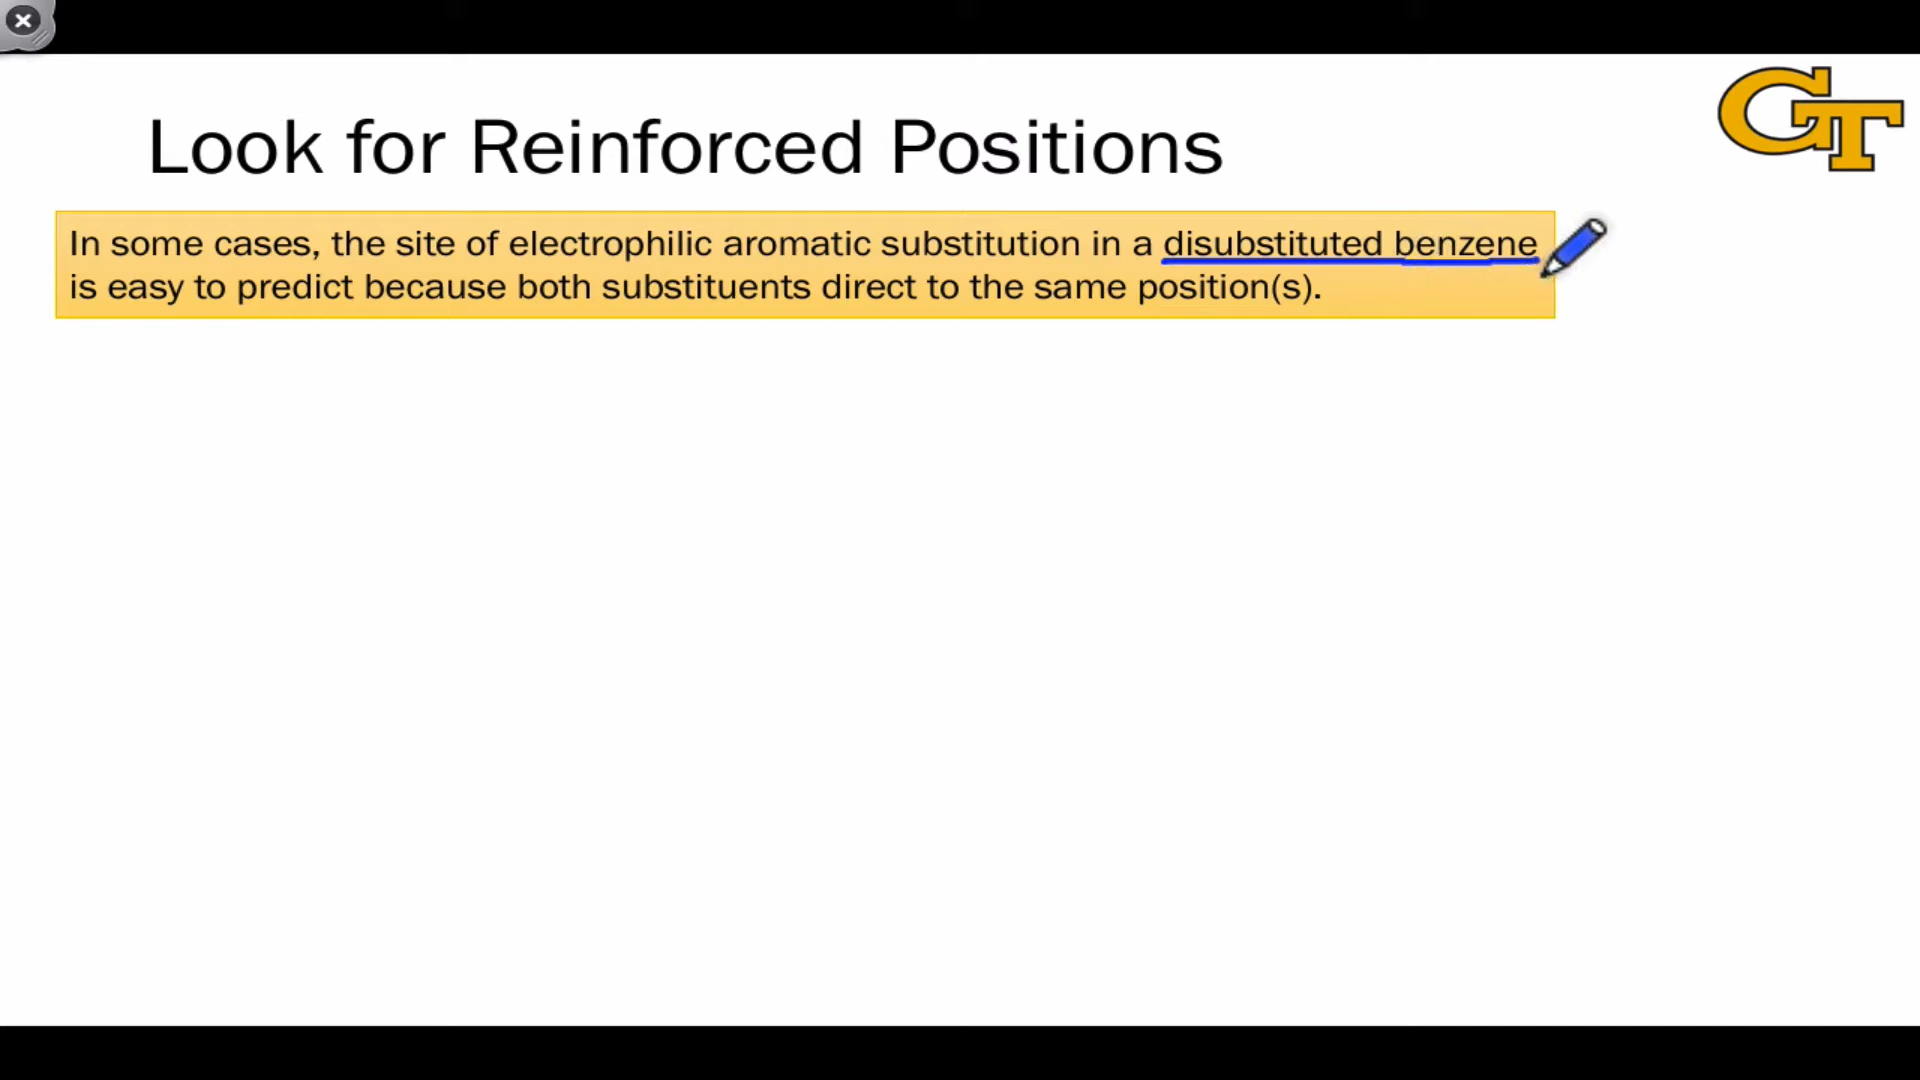 Look for Reinforced Positions
GT
In some cases, the site of electrophilic aromatic substitution in a disubstituted benzene
is easy to predict because both substituents direct to the same position(s).